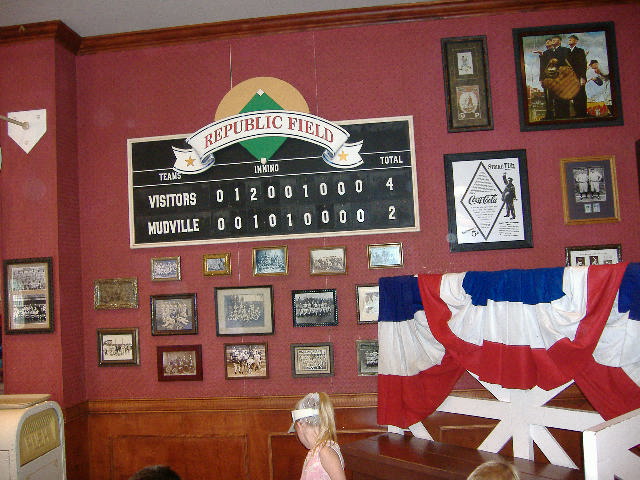 REPUBLIC FIELD
TEAMS INNING TOTAL
VISITORS 0 1 2 0 0 1 0 0 0 4
MUDVILLE 0 0 1 0 1 0 0 0 0 2
Coca-Cola
5¢